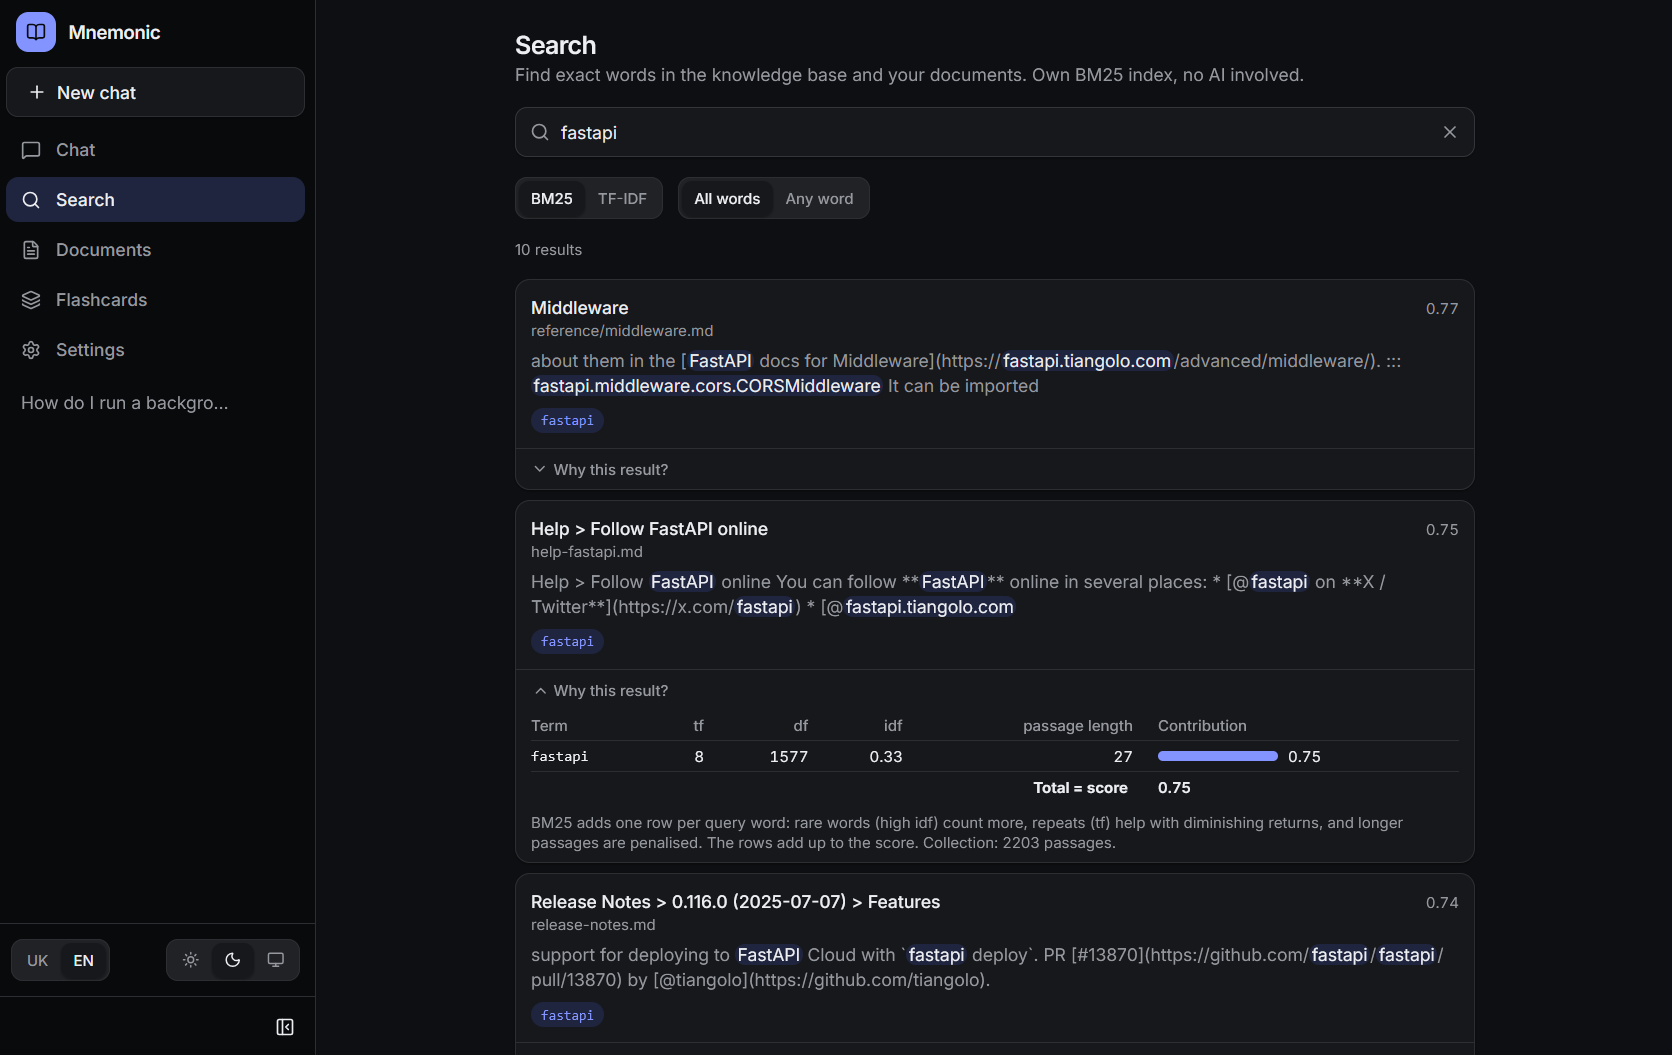 Mnemonic
New chat
Chat
Search
Documents
Flashcards
Settings
How do I run a backgro...
UK
EN
Search
Find exact words in the knowledge base and your documents. Own BM25 index, no AI involved.
fastapi
BM25
TF-IDF
All words
Any word
10 results
Middleware
0.77
reference/middleware.md
about them in the [ FastAPI docs for Middleware](https://fastapi.tiangolo.com/advanced/middleware/). :::
fastapi.middleware.cors.CORSMiddleware It can be imported
fastapi
Why this result?
Help > Follow FastAPI online
0.75
help-fastapi.md
Help > Follow FastAPI online You can follow **FastAPI** online in several places: * [@fastapi on **X /
Twitter**](https://x.com/fastapi) * [@fastapi.tiangolo.com
fastapi
Why this result?
Term tf df idf passage length Contribution
fastapi 8 1577 0.33 27 0.75
Total = score 0.75
BM25 adds one row per query word: rare words (high idf) count more, repeats (tf) help with diminishing returns, and longer
passages are penalised. The rows add up to the score. Collection: 2203 passages.
Release Notes > 0.116.0 (2025-07-07) > Features
0.74
release-notes.md
support for deploying to FastAPI Cloud with `fastapi deploy`. PR [#13870](https://github.com/fastapi/fastapi/
pull/13870) by [@tiangolo](https://github.com/tiangolo).
fastapi